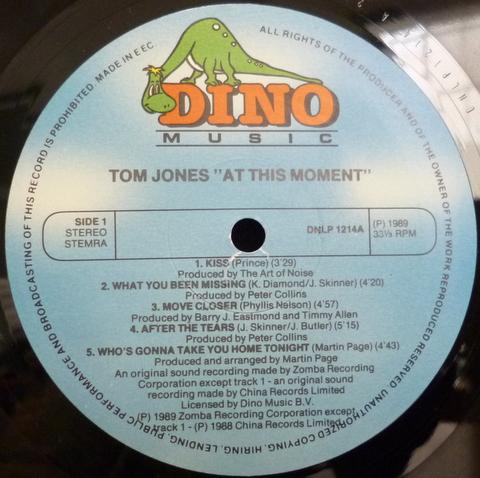 ALL RIGHTS OF THE PRODUCER AND OF THE OWNER OF THE WORK REPRODUCED RESERVED. UNAUTHORIZED COPYING, HIRING, LENDING, PUBLIC PERFORMANCE AND BROADCASTING OF THIS RECORD IS PROHIBITED. MADE IN EEC.
DINO
MUSIC
TOM JONES "AT THIS MOMENT"
SIDE 1
STEREO
STEMRA
DNLP 1214A
(P) 1989
33⅓ RPM
1. KISS (Prince) (3'29)
Produced by The Art of Noise
2. WHAT YOU BEEN MISSING (K. Diamond/J. Skinner) (4'20)
Produced by Peter Collins
3. MOVE CLOSER (Phyllis Nelson) (4'57)
Produced by Barry J. Eastmond and Timmy Allen
4. AFTER THE TEARS (J. Skinner/J. Butler) (5'15)
Produced by Peter Collins
5. WHO'S GONNA TAKE YOU HOME TONIGHT (Martin Page) (4'43)
Produced and arranged by Martin Page
An original sound recording made by Zomba Recording
Corporation except track 1 - an original sound
recording made by China Records Limited
Licensed by Dino Music B.V.
(P) 1989 Zomba Recording Corporation except
track 1 - (P) 1988 China Records Limited